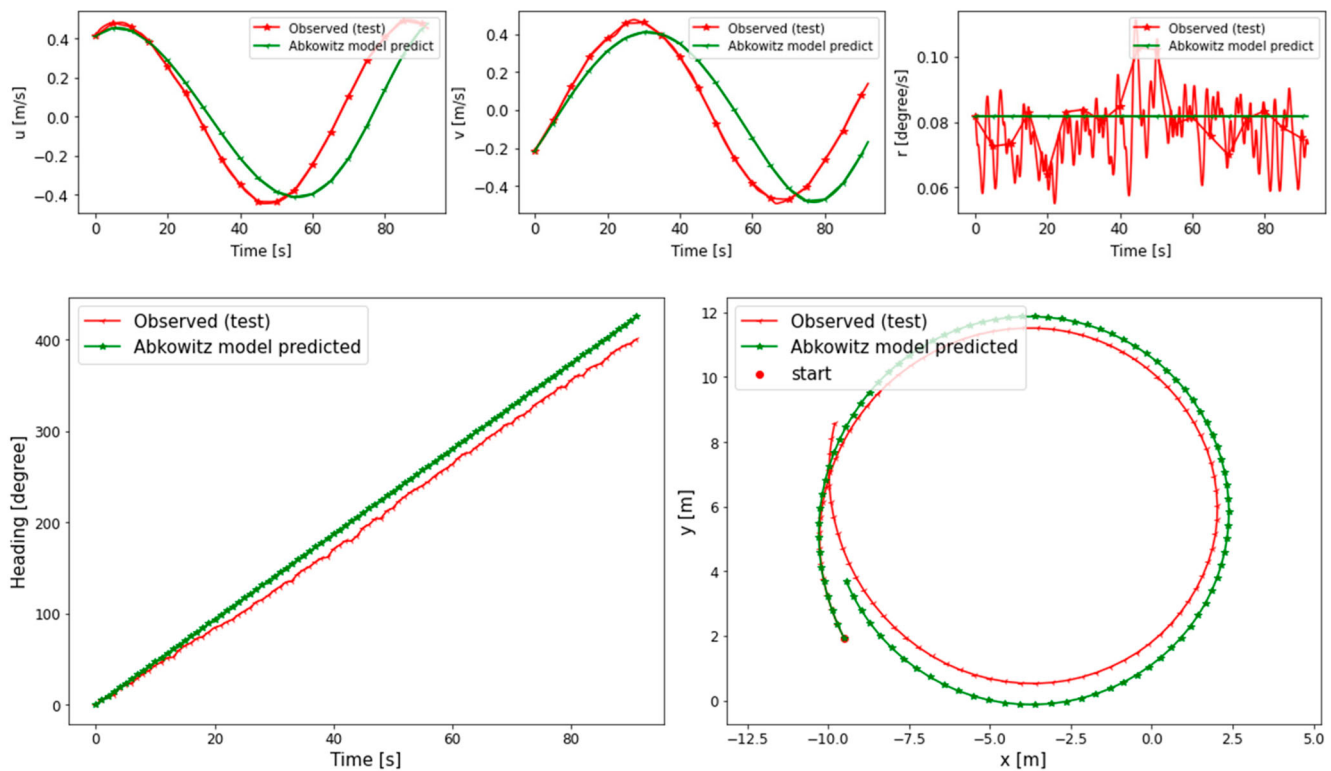 0.4
0.2
0.0
−0.2
−0.4
u [m/s]
0
20
40
60
80
Time [s]
Observed (test)
Abkowitz model predict
0.4
0.2
0.0
−0.2
−0.4
v [m/s]
0
20
40
60
80
Time [s]
Observed (test)
Abkowitz model predict
0.10
0.08
0.06
r [degree/s]
0
20
40
60
80
Time [s]
Observed (test)
Abkowitz model predict
400
300
200
100
0
Heading [degree]
0
20
40
60
80
Time [s]
Observed (test)
Abkowitz model predicted
12
10
8
6
4
2
0
y [m]
−12.5
−10.0
−7.5
−5.0
−2.5
0.0
2.5
5.0
x [m]
Observed (test)
Abkowitz model predicted
start